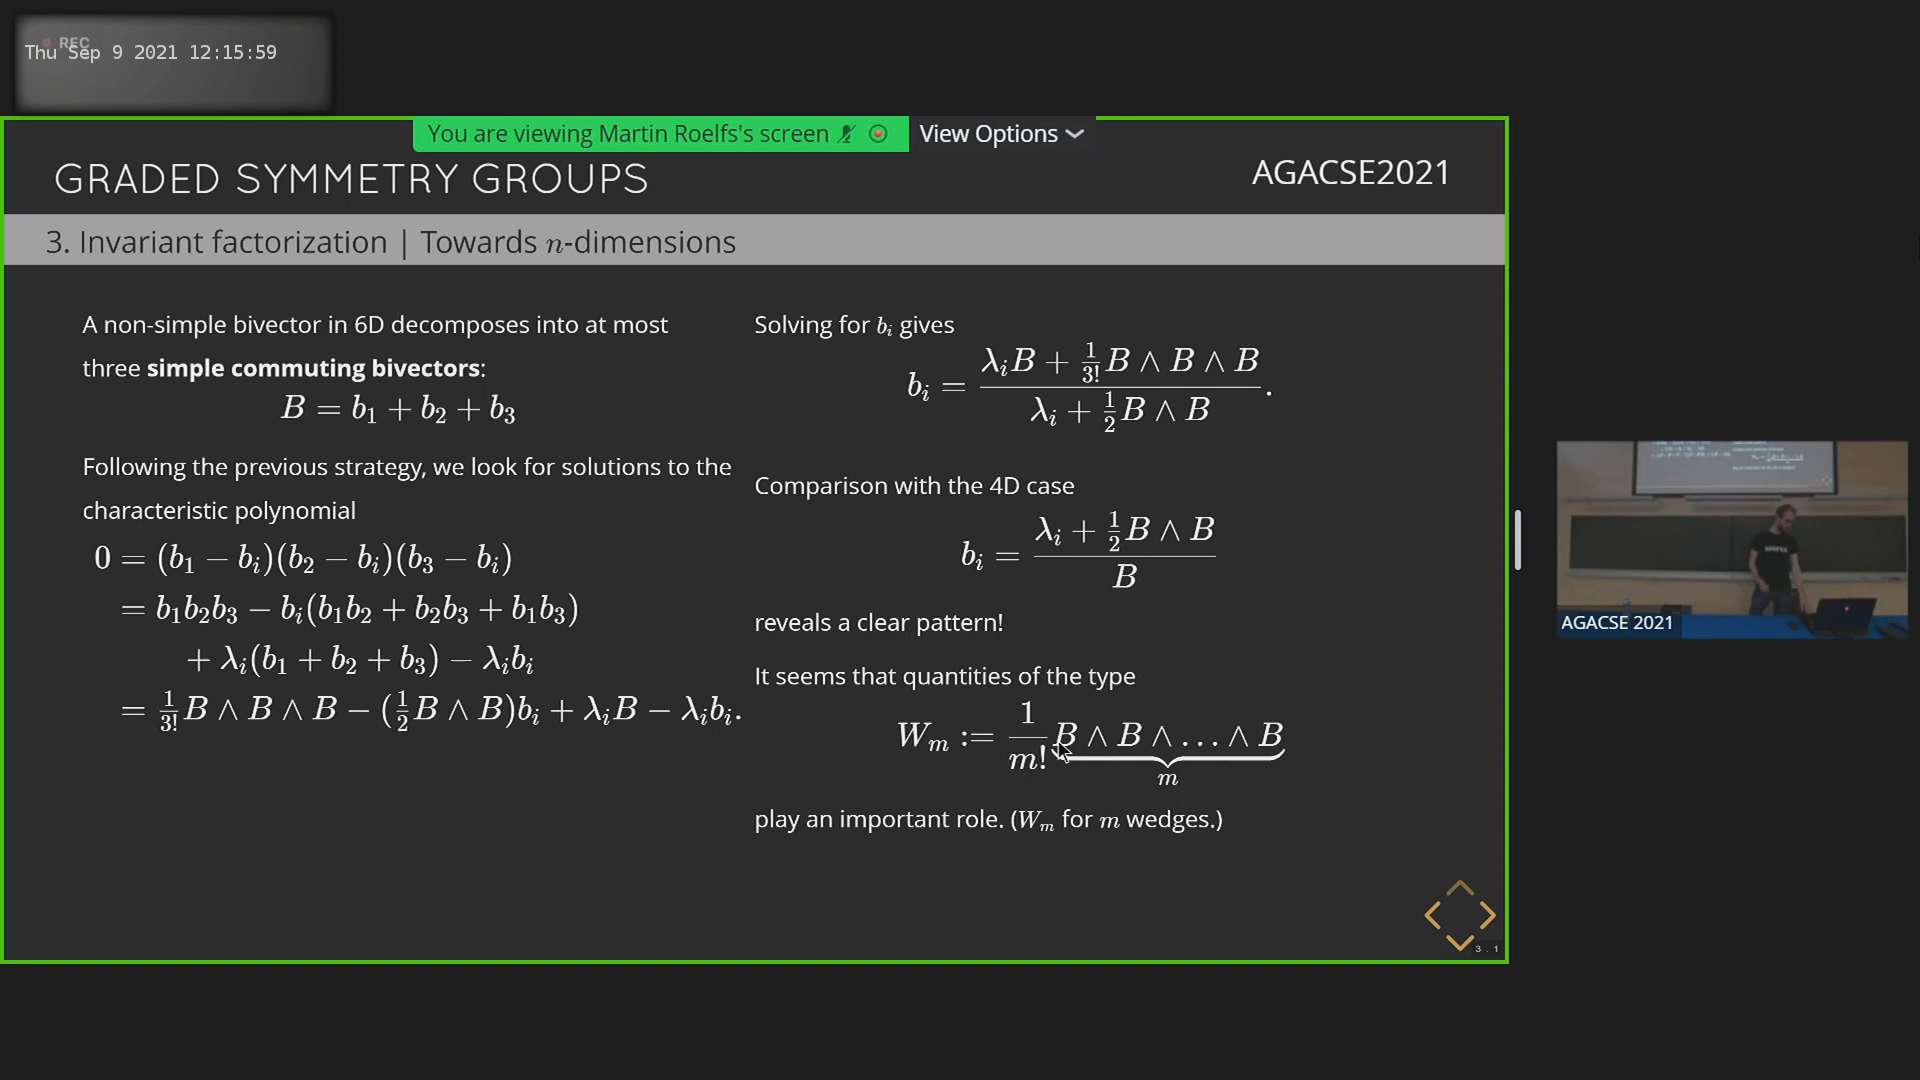 REC
Thu Sep 9 2021 12:15:59
You are viewing Martin Roelfs's screen View Options
GRADED SYMMETRY GROUPS
AGACSE2021
3. Invariant factorization | Towards n-dimensions
A non-simple bivector in 6D decomposes into at most
three simple commuting bivectors:
B = b₁ + b₂ + b₃
Following the previous strategy, we look for solutions to the
characteristic polynomial
0 = (b₁ − bᵢ)(b₂ − bᵢ)(b₃ − bᵢ)
= b₁b₂b₃ − bᵢ(b₁b₂ + b₂b₃ + b₁b₃)
+ λᵢ(b₁ + b₂ + b₃) − λᵢbᵢ
= 1/3! B ∧ B ∧ B − (1/2 B ∧ B)bᵢ + λᵢB − λᵢbᵢ.
Solving for bᵢ gives
bᵢ = (λᵢB + 1/3! B ∧ B ∧ B) / (λᵢ + 1/2 B ∧ B).
Comparison with the 4D case
bᵢ = (λᵢ + 1/2 B ∧ B) / B
reveals a clear pattern!
It seems that quantities of the type
Wₘ := 1/m! B ∧ B ∧ … ∧ B
m
play an important role. (Wₘ for m wedges.)
3.1
AGACSE 2021